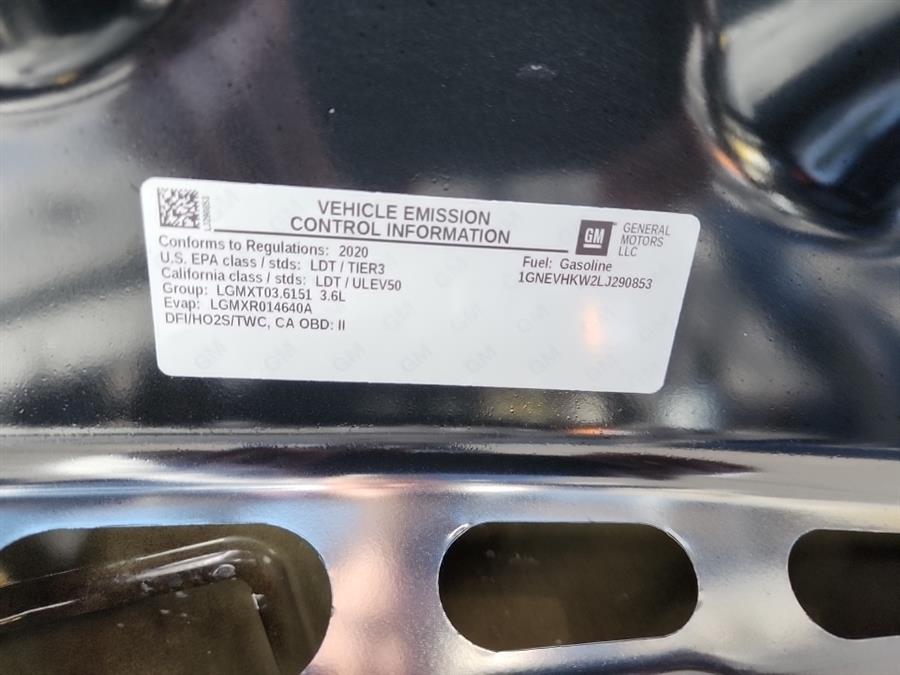 LJ290853
VEHICLE EMISSION
CONTROL INFORMATION
GM
GENERAL
MOTORS
LLC
Conforms to Regulations: 2020
U.S. EPA class / stds: LDT / TIER3
California class / stds: LDT / ULEV50
Group: LGMXT03.6151 3.6L
Evap: LGMXR014640A
DFI/HO2S/TWC, CA OBD: II
Fuel: Gasoline
1GNEVHKW2LJ290853